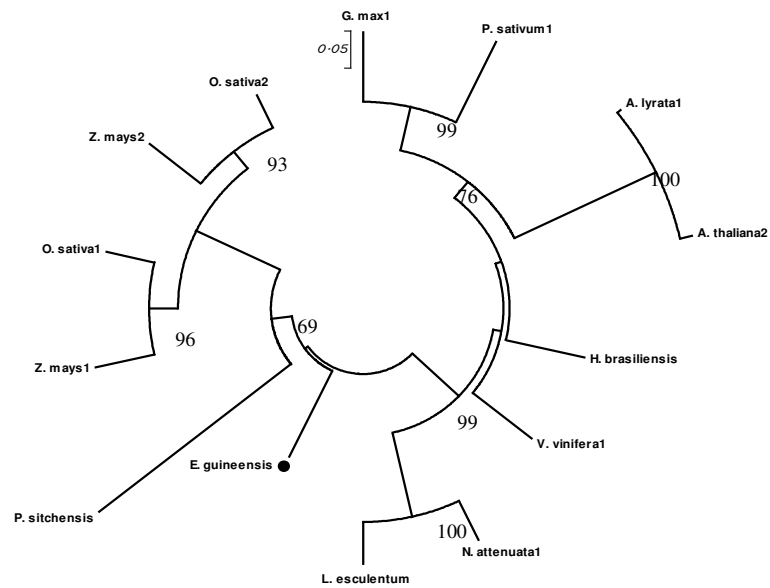 G. max1
P. sativum1
0·05
O. sativa2
A. lyrata1
Z. mays2
99
93
100
76
A. thaliana2
O. sativa1
69
96
H. brasiliensis
Z. mays1
99
V. vinifera1
E. guineensis
P. sitchensis
100
N. attenuata1
L. esculentum